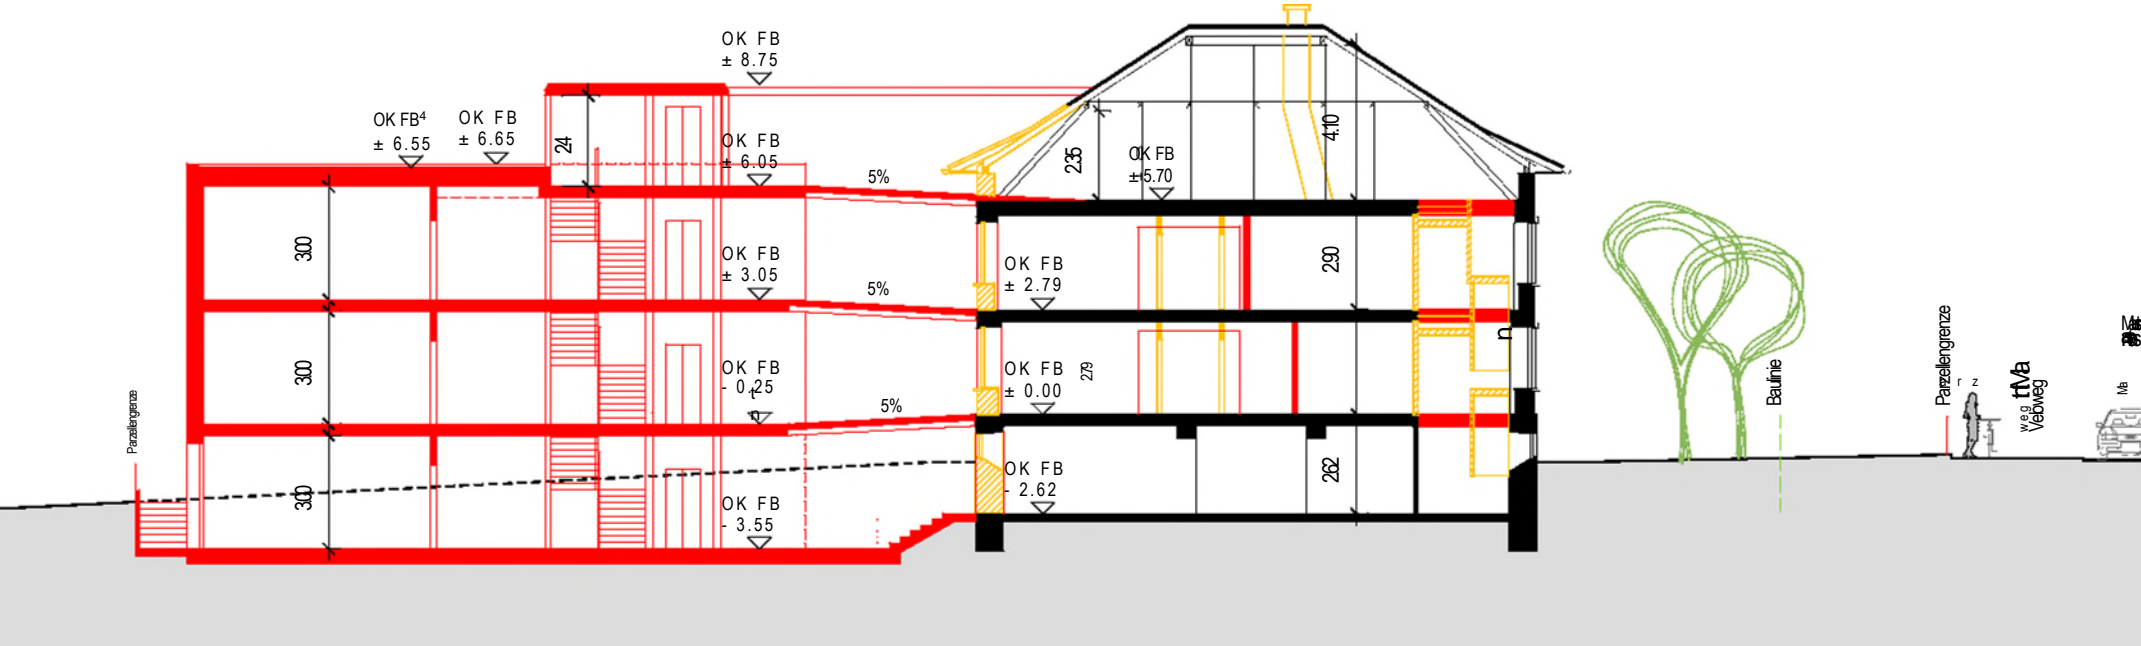 OK FB
± 8.75
OK FB⁴
± 6.55
OK FB
± 6.65
24
OK FB
± 6.05
5%
235
OK FB
± 5.70
4.10
300
OK FB
± 3.05
5%
OK FB
± 2.79
290
300
OK FB
- 0.25
5%
OK FB
± 0.00
279
n
Parzellengrenze
300
OK FB
- 3.55
OK FB
- 2.62
262
Baulinie
Parzellengrenze
r z
weg
Veloweg
Ma